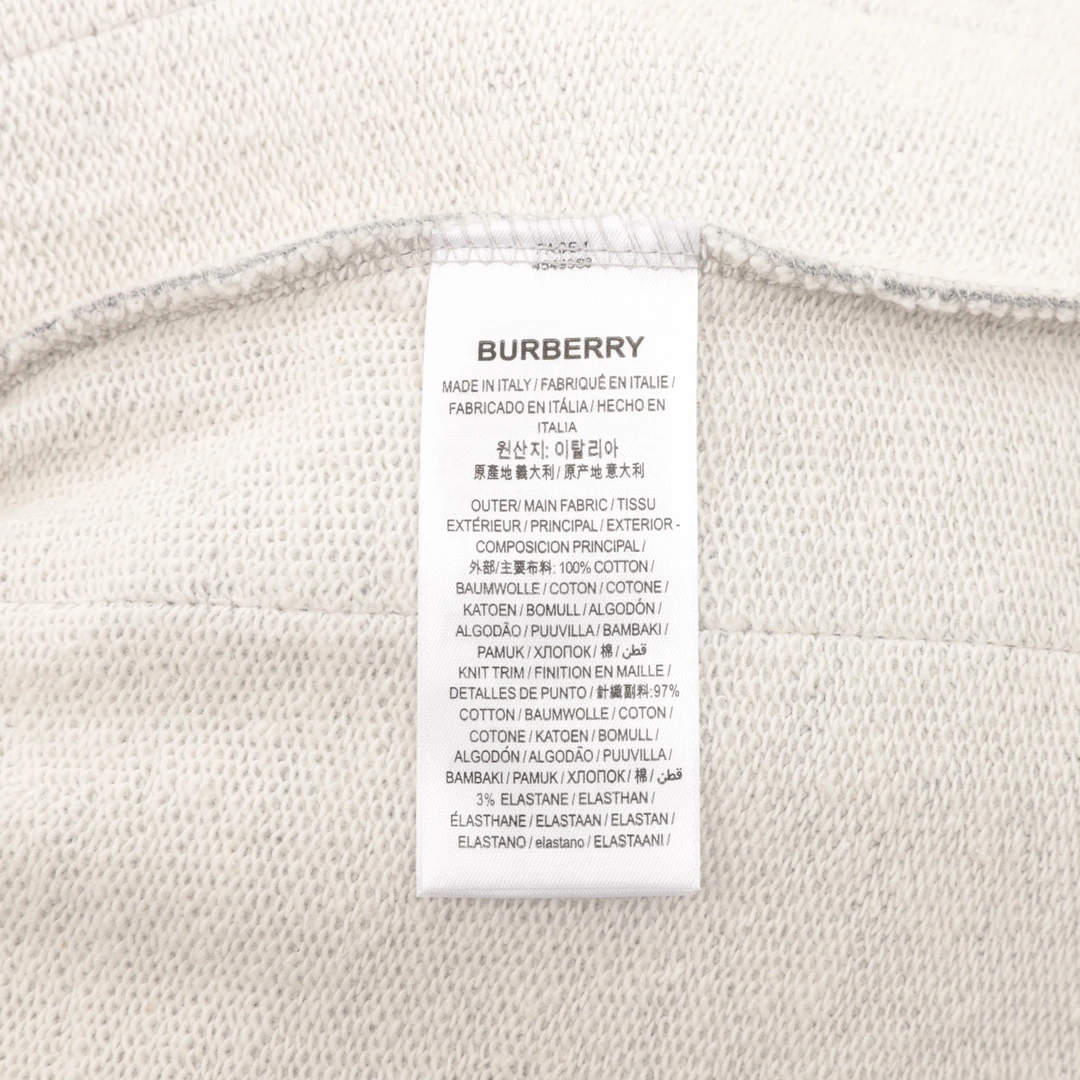 BURBERRY
MADE IN ITALY / FABRIQUÉ EN ITALIE /
FABRICADO EN ITÁLIA / HECHO EN
ITALIA
원산지: 이탈리아
原產地 義大利 / 原产地 意大利
OUTER/ MAIN FABRIC / TISSU
EXTÉRIEUR / PRINCIPAL / EXTERIOR -
COMPOSICION PRINCIPAL /
外部/主要布料: 100% COTTON /
BAUMWOLLE / COTON / COTONE /
KATOEN / BOMULL / ALGODÓN /
ALGODÃO / PUUVILLA / BAMBAKI /
PAMUK / ХЛОПОК / 棉 / قطن
KNIT TRIM / FINITION EN MAILLE /
DETALLES DE PUNTO / 針織副料:97%
COTTON / BAUMWOLLE / COTON /
COTONE / KATOEN / BOMULL /
ALGODÓN / ALGODÃO / PUUVILLA /
BAMBAKI / PAMUK / ХЛОПОК / 棉 / قطن
3% ELASTANE / ELASTHAN /
ÉLASTHANE / ELASTAAN / ELASTAN /
ELASTANO / elastano / ELASTAANI /